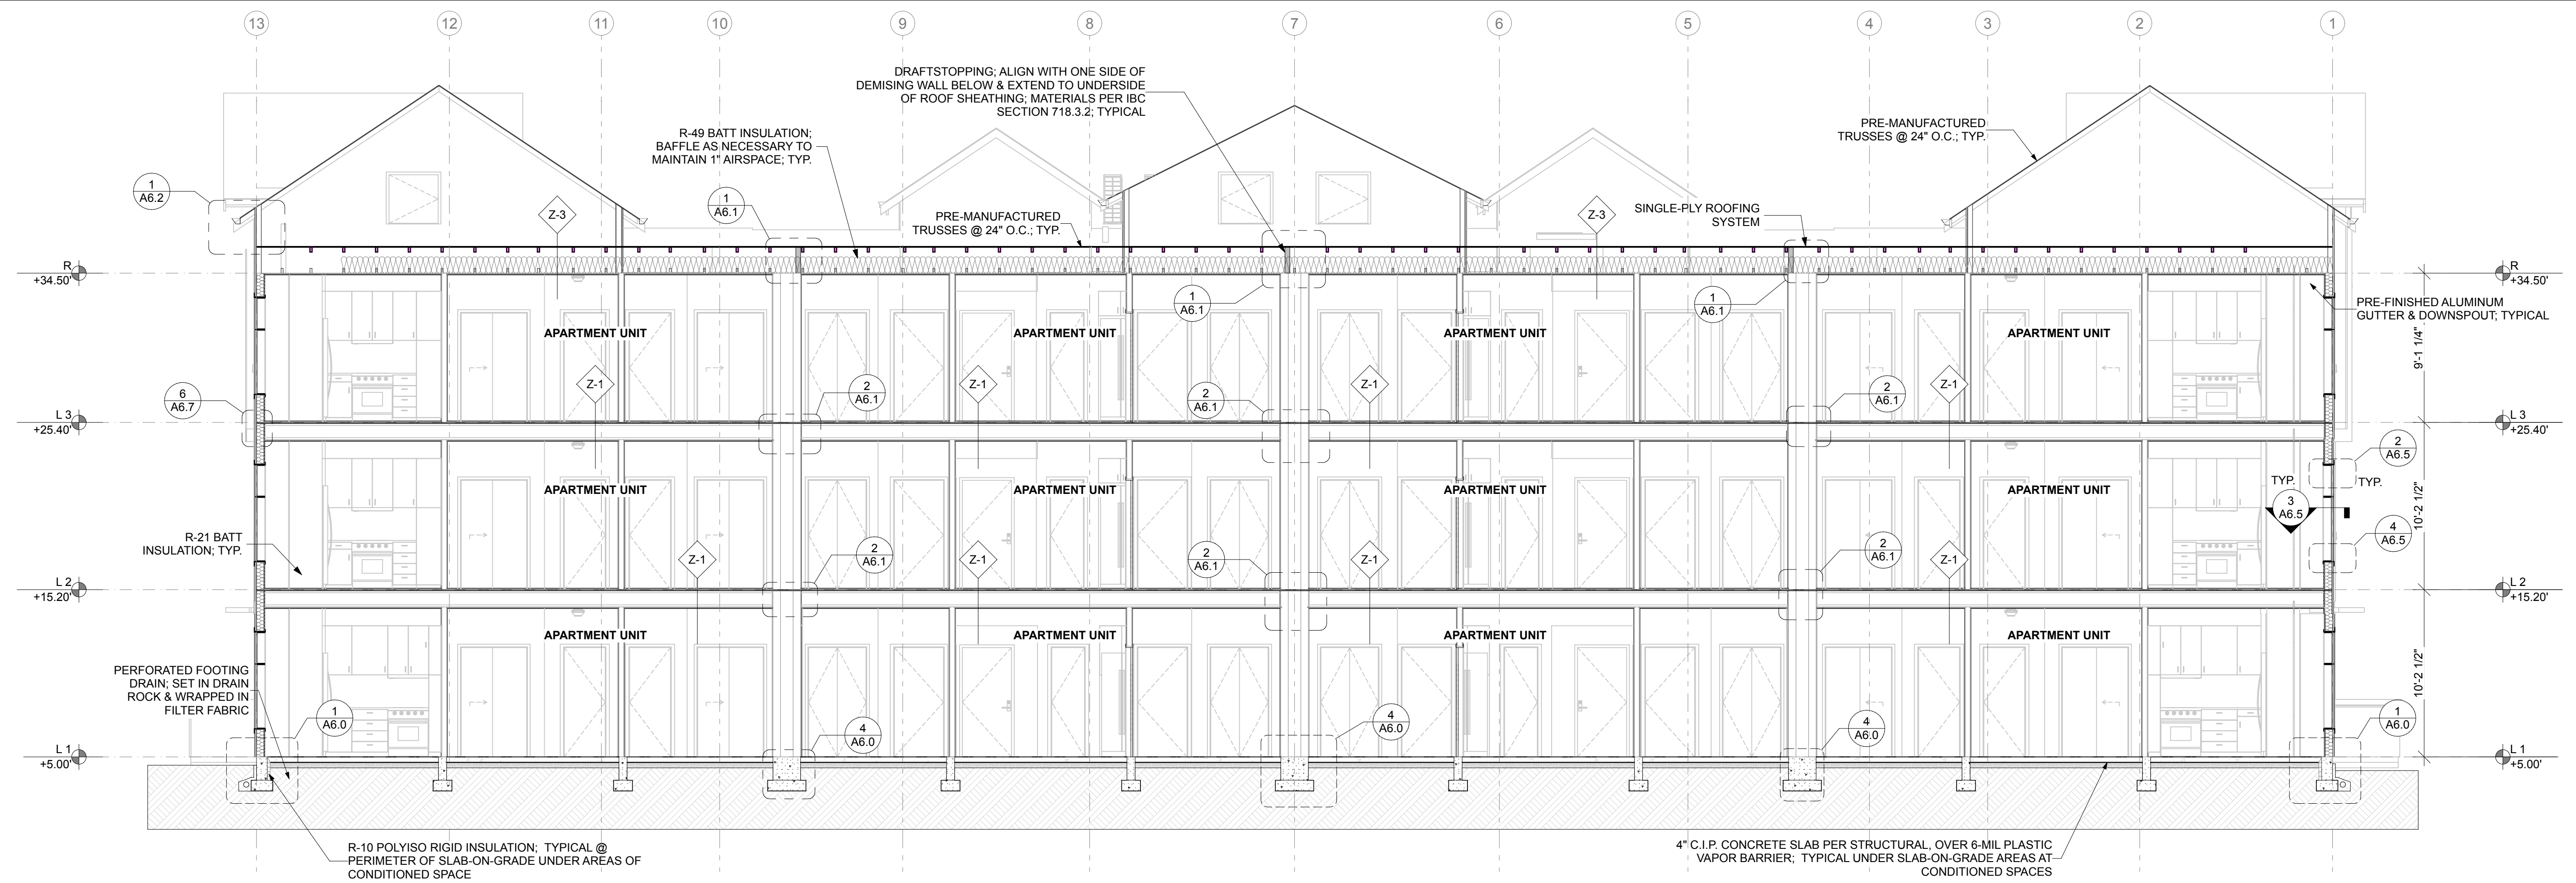 13 12 11 10 9 8 7 6 5 4 3 2 1
DRAFTSTOPPING; ALIGN WITH ONE SIDE OF
DEMISING WALL BELOW & EXTEND TO UNDERSIDE
OF ROOF SHEATHING; MATERIALS PER IBC
SECTION 718.3.2; TYPICAL
R-49 BATT INSULATION;
BAFFLE AS NECESSARY TO
MAINTAIN 1" AIRSPACE; TYP.
PRE-MANUFACTURED
TRUSSES @ 24" O.C.; TYP.
1
A6.2
1
A6.1
Z-3
PRE-MANUFACTURED
TRUSSES @ 24" O.C.; TYP.
Z-3
SINGLE-PLY ROOFING
SYSTEM
R
+34.50'
R
+34.50'
1
A6.1
1
A6.1
PRE-FINISHED ALUMINUM
GUTTER & DOWNSPOUT; TYPICAL
APARTMENT UNIT
APARTMENT UNIT
APARTMENT UNIT
APARTMENT UNIT
9'-1 1/4"
6
A6.7
Z-1
2
A6.1
Z-1
2
A6.1
Z-1
2
A6.1
Z-1
L 3
+25.40'
L 3
+25.40'
2
A6.5
TYP.
TYP.
APARTMENT UNIT
APARTMENT UNIT
APARTMENT UNIT
APARTMENT UNIT
3
A6.5
10'-2 1/2"
4
A6.5
R-21 BATT
INSULATION; TYP.
Z-1
2
A6.1
Z-1
2
A6.1
Z-1
2
A6.1
Z-1
L 2
+15.20'
L 2
+15.20'
APARTMENT UNIT
APARTMENT UNIT
APARTMENT UNIT
APARTMENT UNIT
10'-2 1/2"
PERFORATED FOOTING
DRAIN; SET IN DRAIN
ROCK & WRAPPED IN
FILTER FABRIC
1
A6.0
4
A6.0
4
A6.0
4
A6.0
1
A6.0
L 1
+5.00'
L 1
+5.00'
R-10 POLYISO RIGID INSULATION; TYPICAL @
PERIMETER OF SLAB-ON-GRADE UNDER AREAS OF
CONDITIONED SPACE
4" C.I.P. CONCRETE SLAB PER STRUCTURAL, OVER 6-MIL PLASTIC
VAPOR BARRIER; TYPICAL UNDER SLAB-ON-GRADE AREAS AT
CONDITIONED SPACES